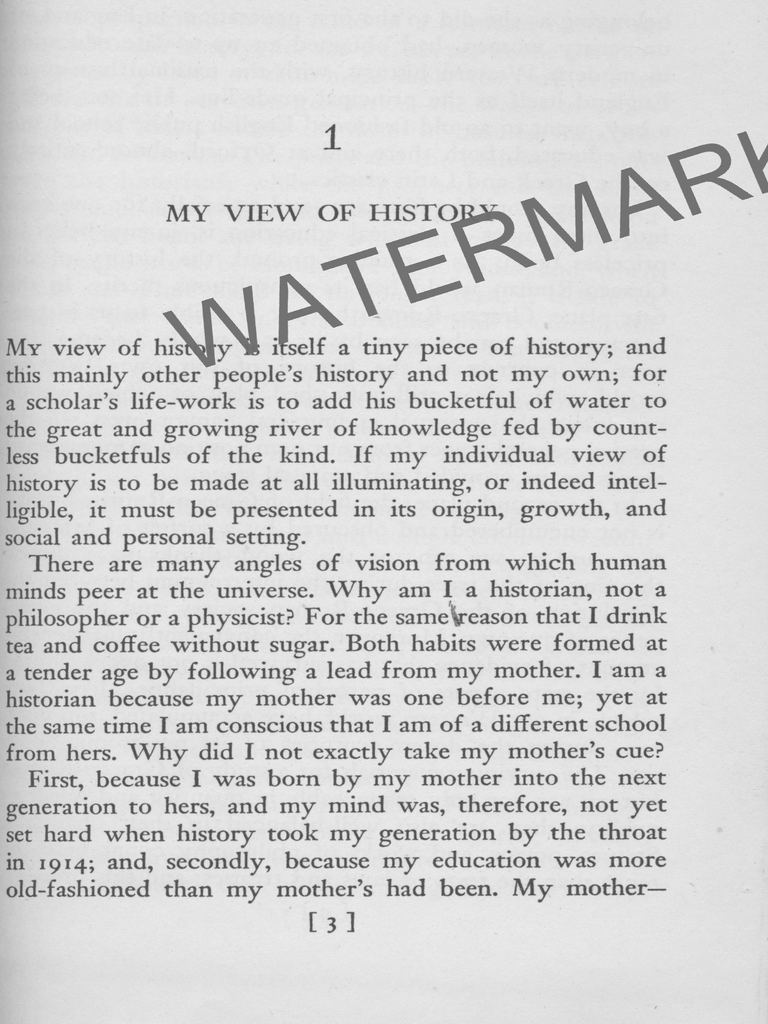 1
MY VIEW OF HISTORY
WATERMARK
My view of history is itself a tiny piece of history; and
this mainly other people's history and not my own; for
a scholar's life-work is to add his bucketful of water to
the great and growing river of knowledge fed by count-
less bucketfuls of the kind. If my individual view of
history is to be made at all illuminating, or indeed intel-
ligible, it must be presented in its origin, growth, and
social and personal setting.
There are many angles of vision from which human
minds peer at the universe. Why am I a historian, not a
philosopher or a physicist? For the same reason that I drink
tea and coffee without sugar. Both habits were formed at
a tender age by following a lead from my mother. I am a
historian because my mother was one before me; yet at
the same time I am conscious that I am of a different school
from hers. Why did I not exactly take my mother's cue?
First, because I was born by my mother into the next
generation to hers, and my mind was, therefore, not yet
set hard when history took my generation by the throat
in 1914; and, secondly, because my education was more
old-fashioned than my mother's had been. My mother—
[ 3 ]